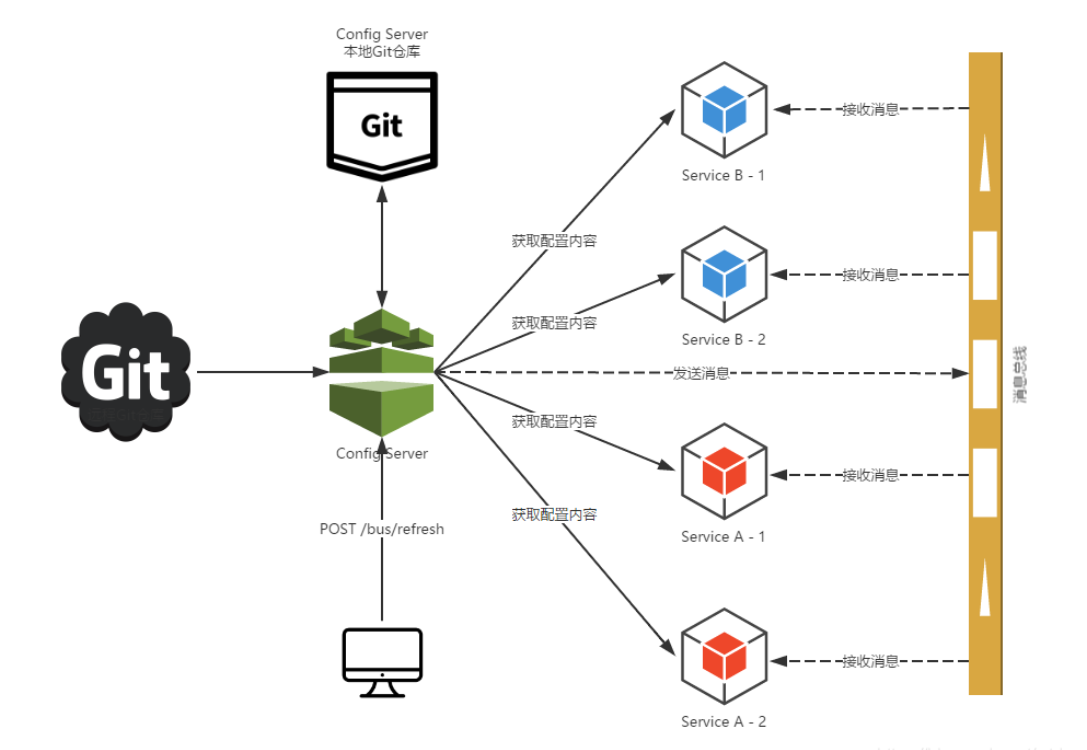 Config Server
本地Git仓库
Git
Service B - 1
接收消息
获取配置内容
Service B - 2
接收消息
获取配置内容
Git
发送消息
消息总线
获取配置内容
Config Server
Service A - 1
接收消息
获取配置内容
POST /bus/refresh
Service A - 2
接收消息